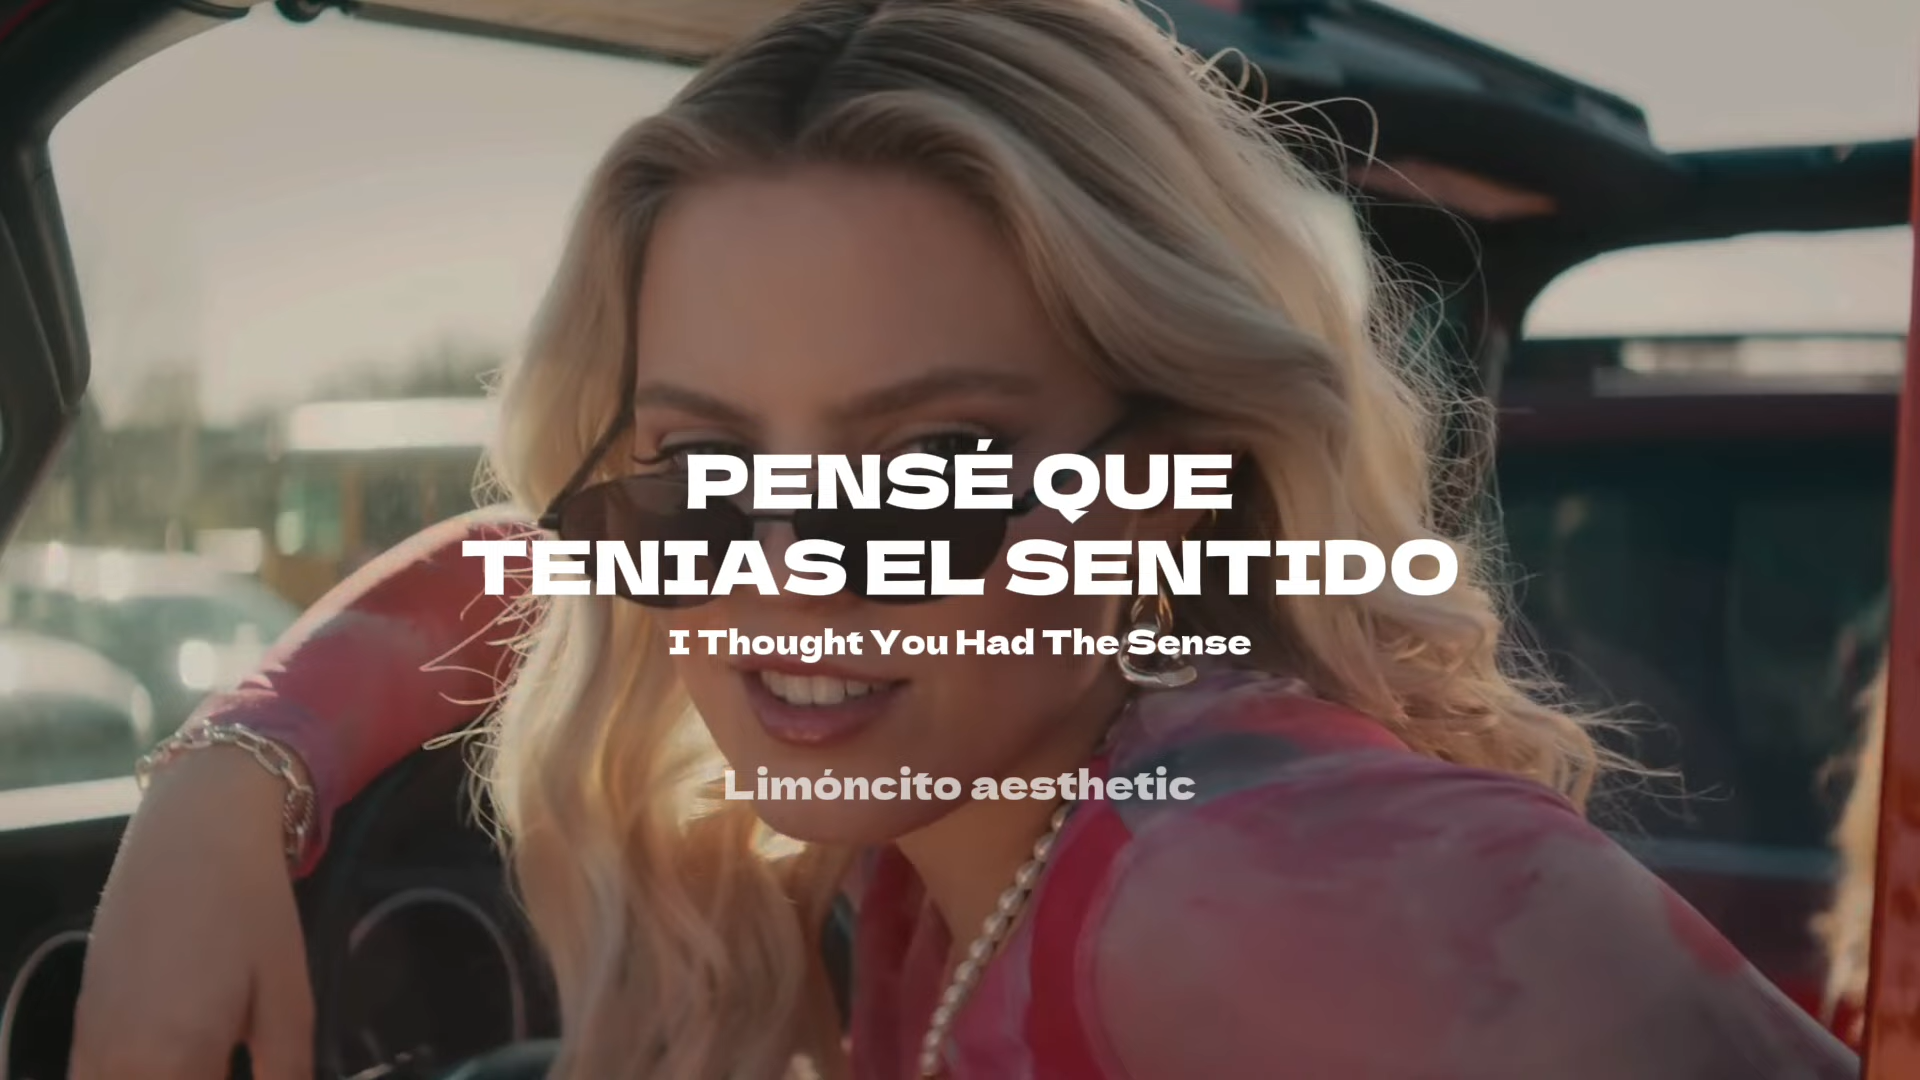 PENSÉ QUE
TENIAS EL SENTIDO
I Thought You Had The Sense
Limóncito aesthetic